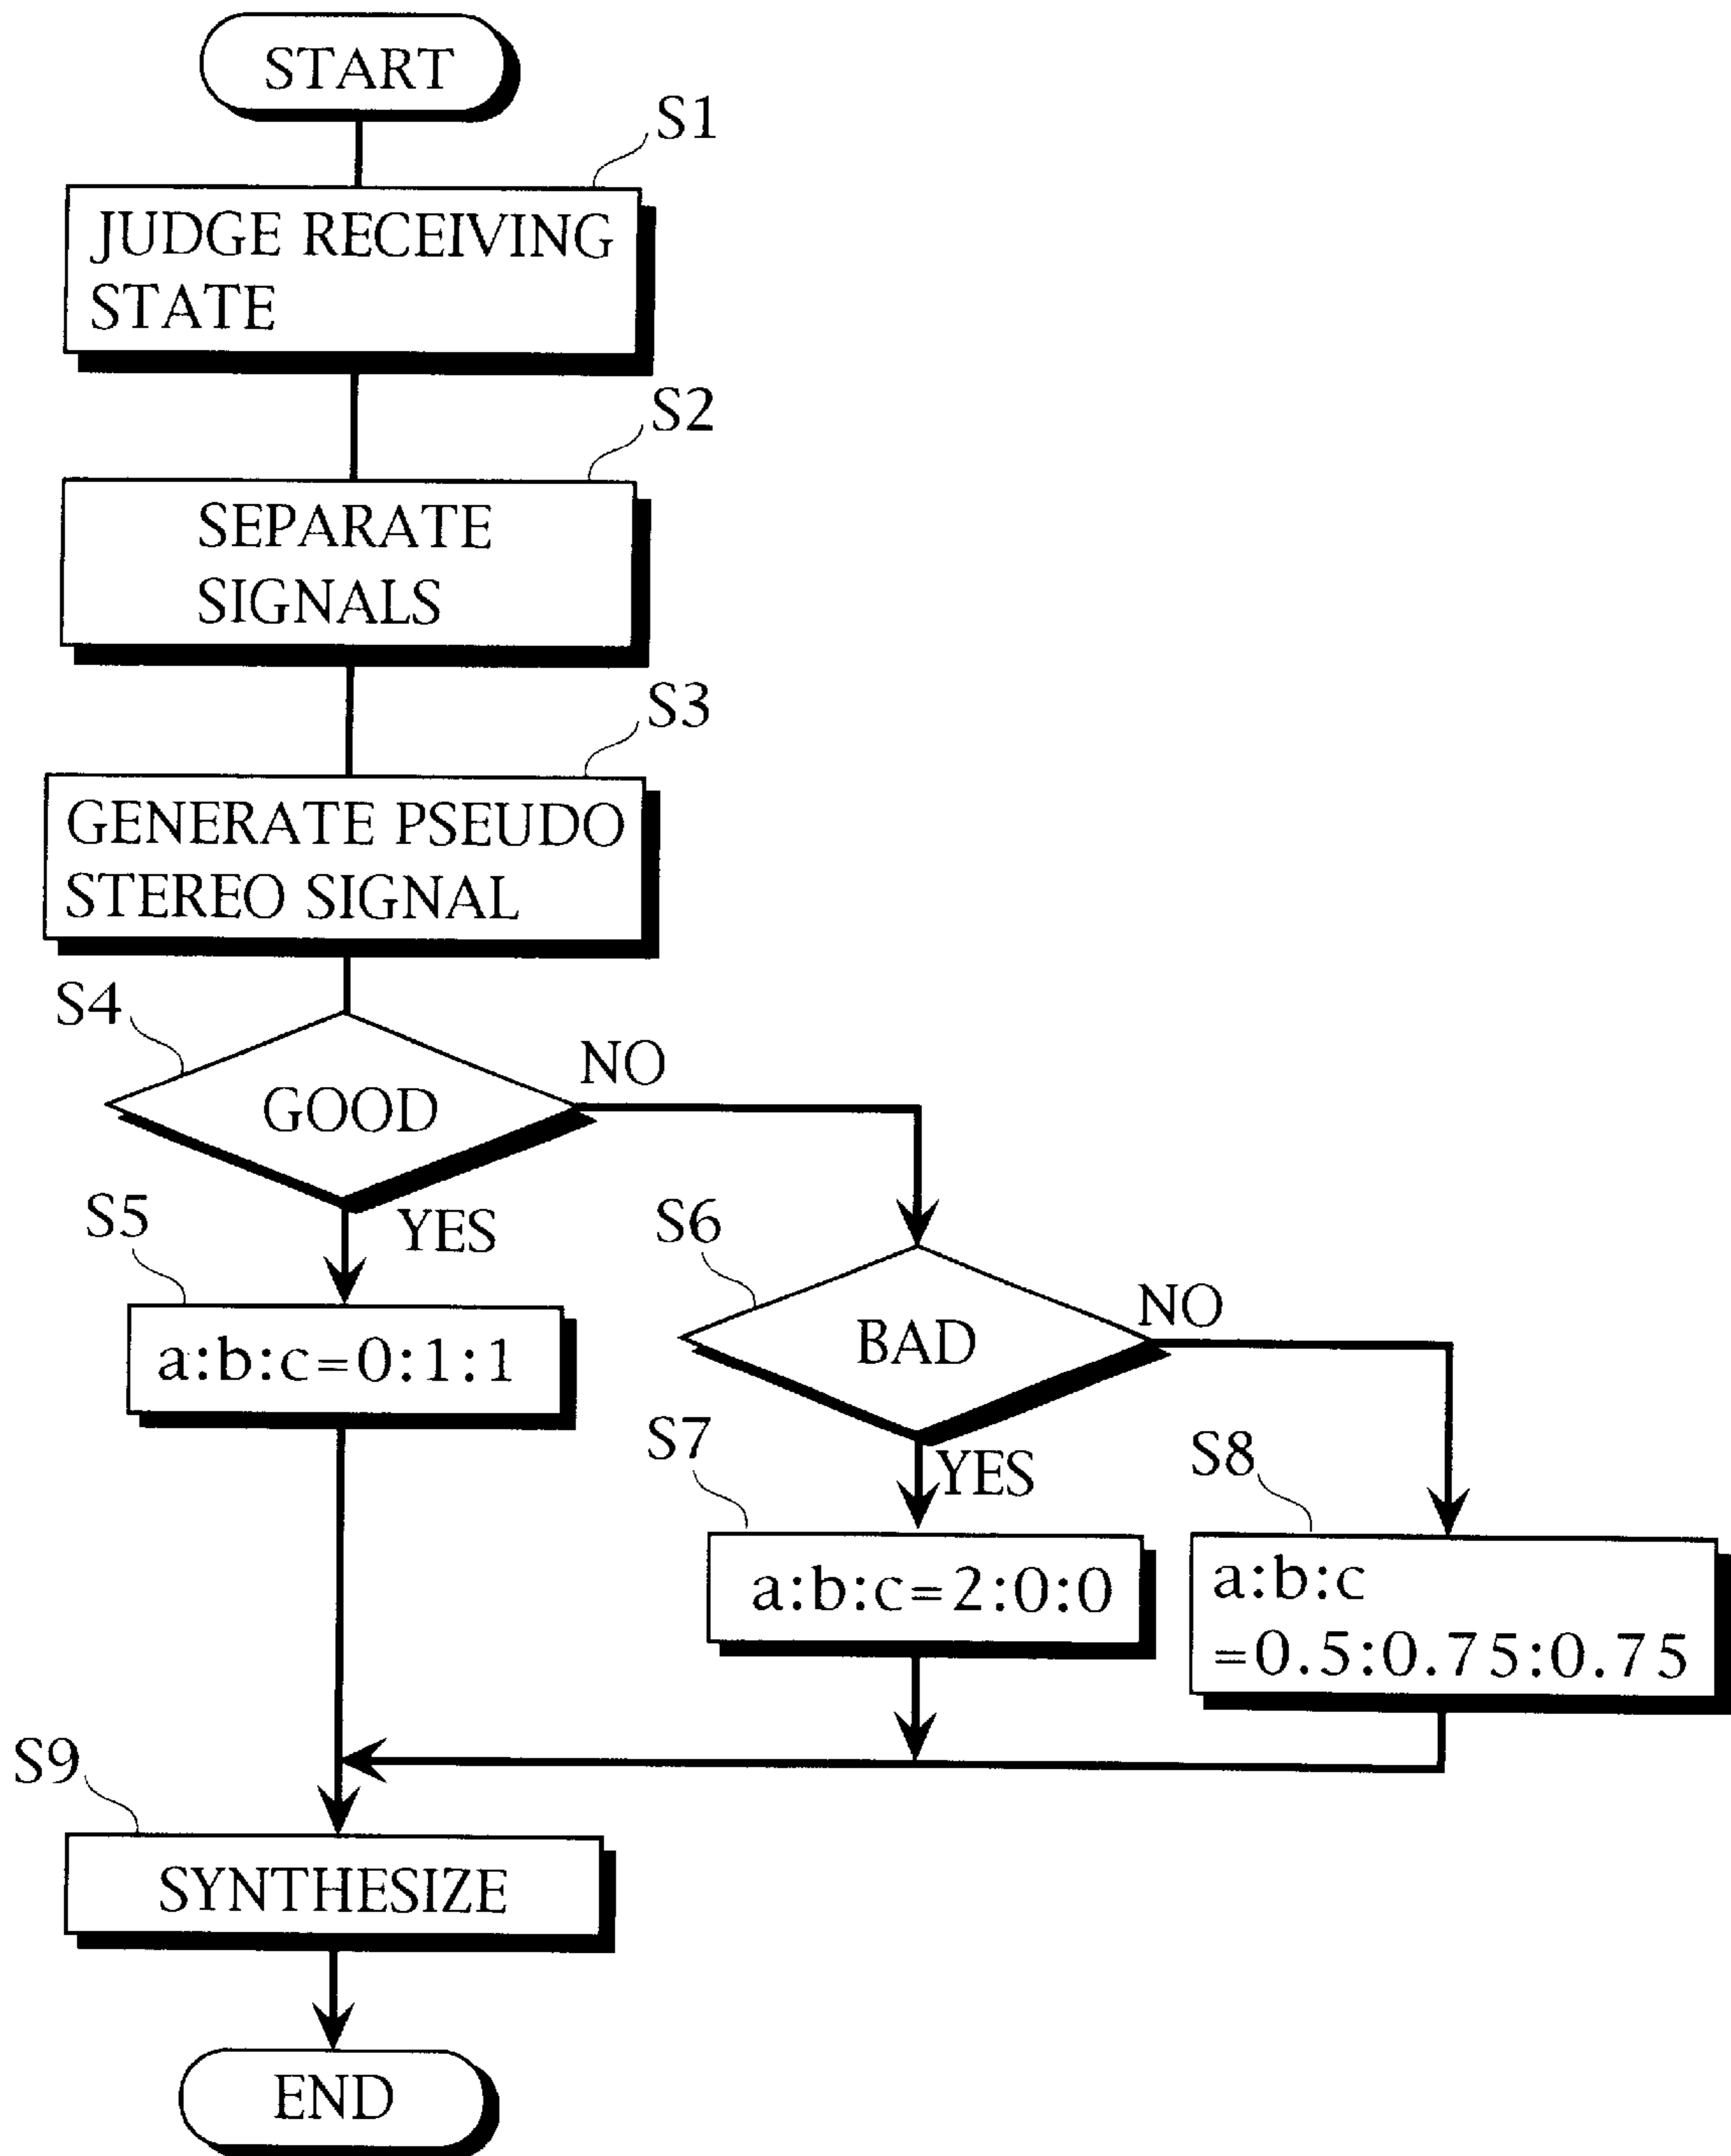 START
S1
JUDGE RECEIVING
STATE
S2
SEPARATE
SIGNALS
S3
GENERATE PSEUDO
STEREO SIGNAL
S4
GOOD
NO
YES
S5
a:b:c=0:1:1
S6
BAD
NO
YES
S7
a:b:c=2:0:0
S8
a:b:c
=0.5:0.75:0.75
S9
SYNTHESIZE
END